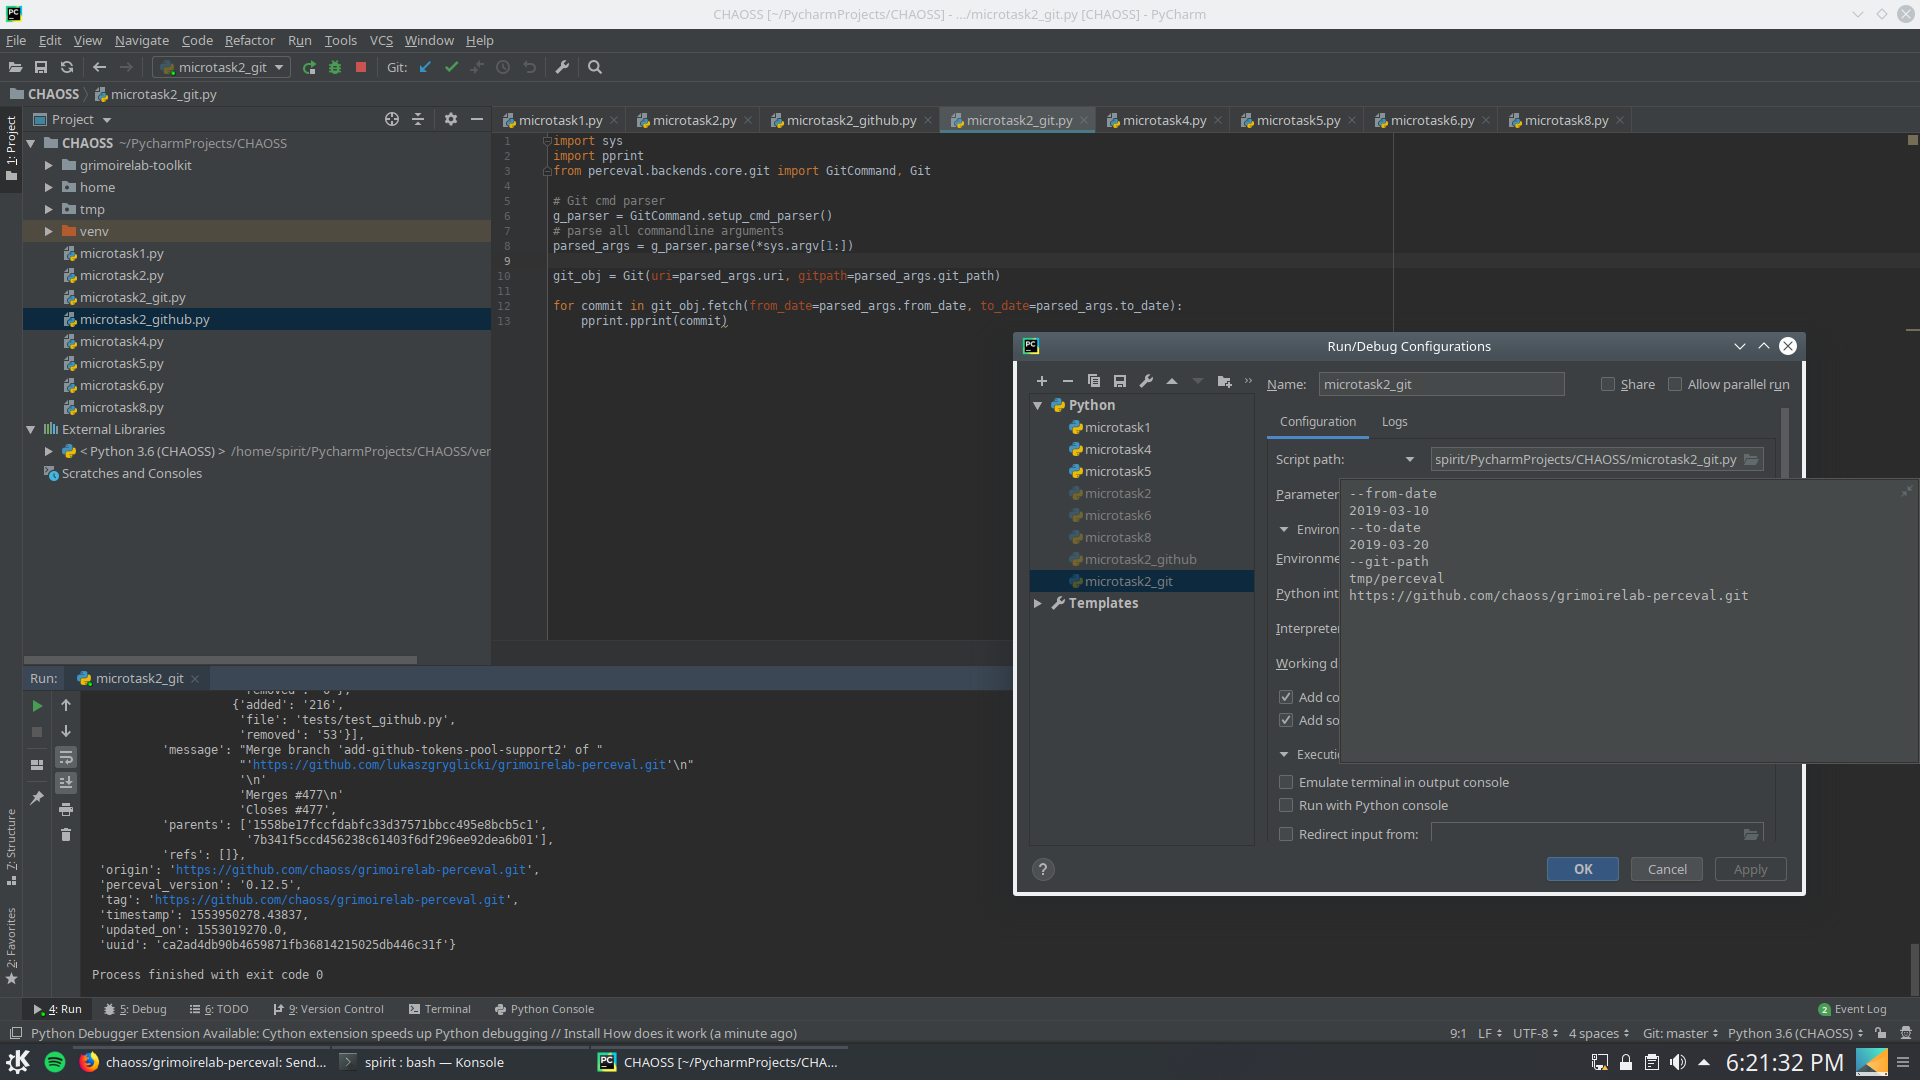 CHAOSS [~/PycharmProjects/CHAOSS] - .../microtask2_git.py [CHAOSS] - PyCharm
File Edit View Navigate Code Refactor Run Tools VCS Window Help
microtask2_git Git:
CHAOSS microtask2_git.py
1: Project
Project
CHAOSS ~/PycharmProjects/CHAOSS
grimoirelab-toolkit
home
tmp
venv
microtask1.py
microtask2.py
microtask2_git.py
microtask2_github.py
microtask4.py
microtask5.py
microtask6.py
microtask8.py
External Libraries
< Python 3.6 (CHAOSS) > /home/spirit/PycharmProjects/CHAOSS/ver
Scratches and Consoles
microtask1.py microtask2.py microtask2_github.py microtask2_git.py microtask4.py microtask5.py microtask6.py microtask8.py
1 import sys
2 import pprint
3 from perceval.backends.core.git import GitCommand, Git
4
5 # Git cmd parser
6 g_parser = GitCommand.setup_cmd_parser()
7 # parse all commandline arguments
8 parsed_args = g_parser.parse(*sys.argv[1:])
9
10 git_obj = Git(uri=parsed_args.uri, gitpath=parsed_args.git_path)
11
12 for commit in git_obj.fetch(from_date=parsed_args.from_date, to_date=parsed_args.to_date):
13 pprint.pprint(commit)
Run/Debug Configurations
Name: microtask2_git Share Allow parallel run
Python
microtask1
microtask4
microtask5
microtask2
microtask6
microtask8
microtask2_github
microtask2_git
Templates
Configuration Logs
Script path: spirit/PycharmProjects/CHAOSS/microtask2_git.py
Parameter
Environ
Environme
Python int
Interpreter
Working d
Add co
Add so
Executi
--from-date
2019-03-10
--to-date
2019-03-20
--git-path
tmp/perceval
https://github.com/chaoss/grimoirelab-perceval.git
Emulate terminal in output console
Run with Python console
Redirect input from:
? OK Cancel Apply
Run: microtask2_git
{'added': '216',
'file': 'tests/test_github.py',
'removed': '53'}],
'message': "Merge branch 'add-github-tokens-pool-support2' of "
"'https://github.com/lukaszgryglicki/grimoirelab-perceval.git'\n"
'\n'
'Merges #477\n'
'Closes #477',
'parents': ['1558be17fccfdabfc33d37571bbcc495e8bcb5c1',
'7b341f5ccd456238c61403f6df296ee92dea6b01'],
'refs': []},
'origin': 'https://github.com/chaoss/grimoirelab-perceval.git',
'perceval_version': '0.12.5',
'tag': 'https://github.com/chaoss/grimoirelab-perceval.git',
'timestamp': 1553950278.43837,
'updated_on': 1553019270.0,
'uuid': 'ca2ad4db90b4659871fb36814215025db446c31f'}
Process finished with exit code 0
7: Structure
2: Favorites
4: Run 5: Debug 6: TODO 9: Version Control Terminal Python Console 2 Event Log
Python Debugger Extension Available: Cython extension speeds up Python debugging // Install How does it work (a minute ago) 9:1 LF UTF-8 4 spaces Git: master Python 3.6 (CHAOSS)
chaoss/grimoirelab-perceval: Send... spirit : bash — Konsole CHAOSS [~/PycharmProjects/CHA... 6:21:32 PM